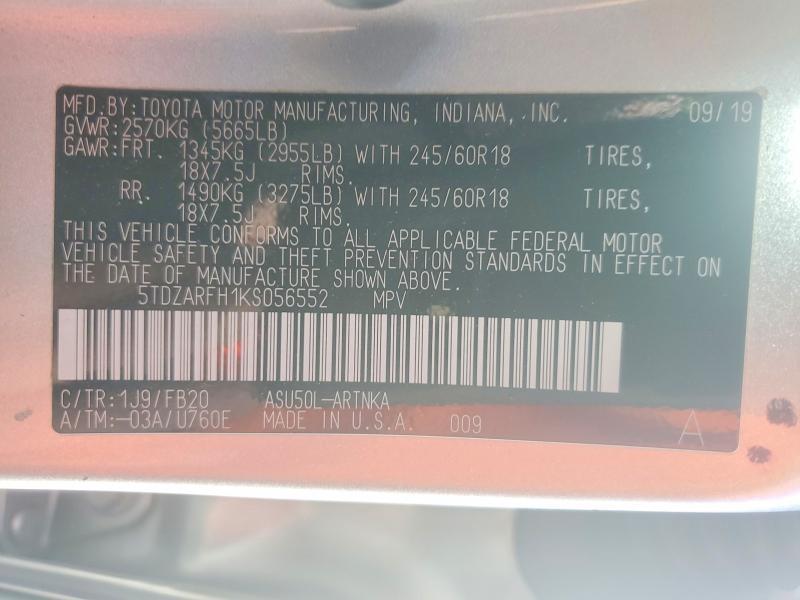 MFD.BY:TOYOTA MOTOR MANUFACTURING, INDIANA, INC. 09/19
GVWR:2570KG (5665LB)
GAWR:FRT. 1345KG (2955LB) WITH 245/60R18 TIRES,
18X7.5J RIMS.
RR. 1490KG (3275LB) WITH 245/60R18 TIRES,
18X7.5J RIMS.
THIS VEHICLE CONFORMS TO ALL APPLICABLE FEDERAL MOTOR
VEHICLE SAFETY AND THEFT PREVENTION STANDARDS IN EFFECT ON
THE DATE OF MANUFACTURE SHOWN ABOVE.
5TDZARFH1KS056552 MPV
C/TR:1J9/FB20 ASU50L-ARTNKA
A/TM:-03A/U760E MADE IN U.S.A. 009
A